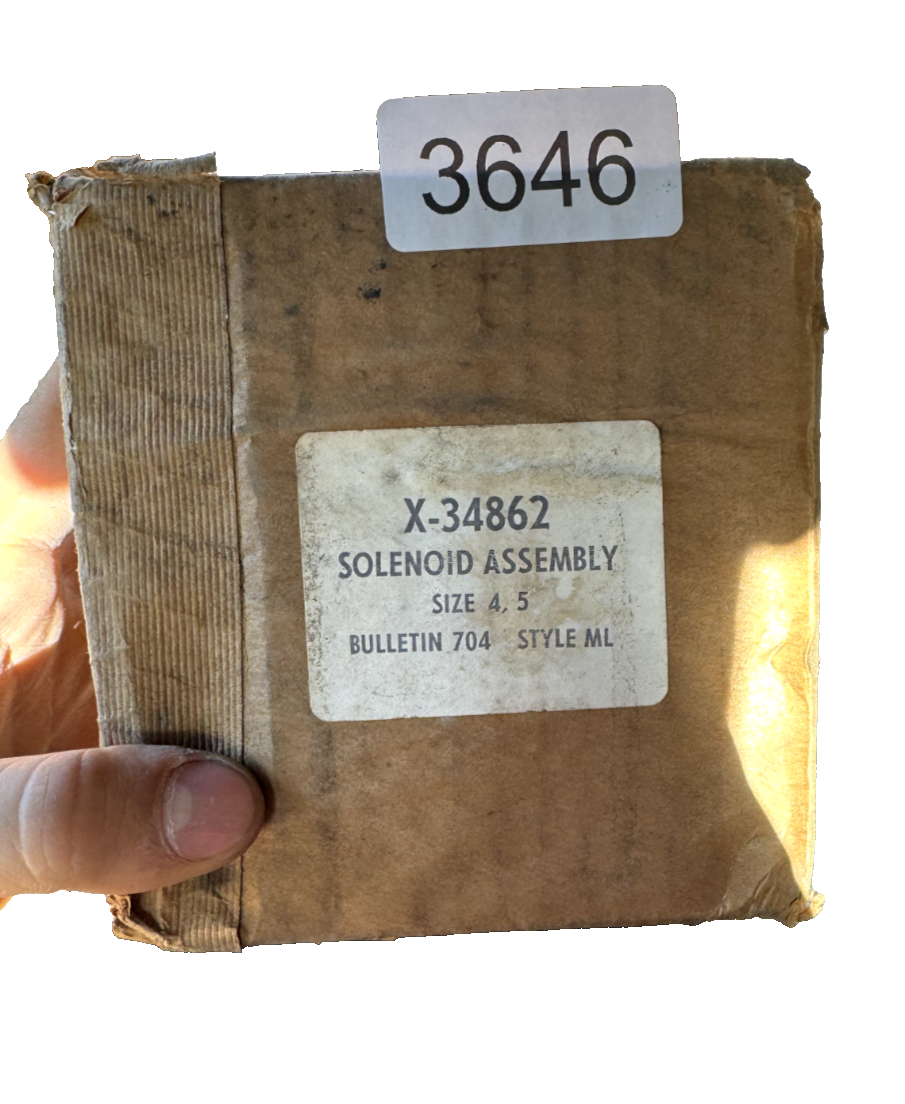 3646
X-34862
SOLENOID ASSEMBLY
SIZE 4, 5
BULLETIN 704 STYLE ML